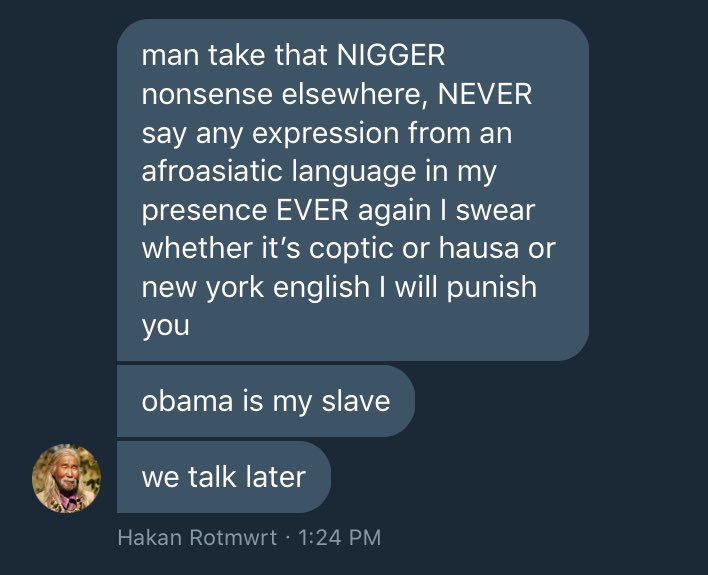 man take that NIGGER
nonsense elsewhere, NEVER
say any expression from an
afroasiatic language in my
presence EVER again I swear
whether it’s coptic or hausa or
new york english I will punish
you
obama is my slave
we talk later
Hakan Rotmwrt · 1:24 PM